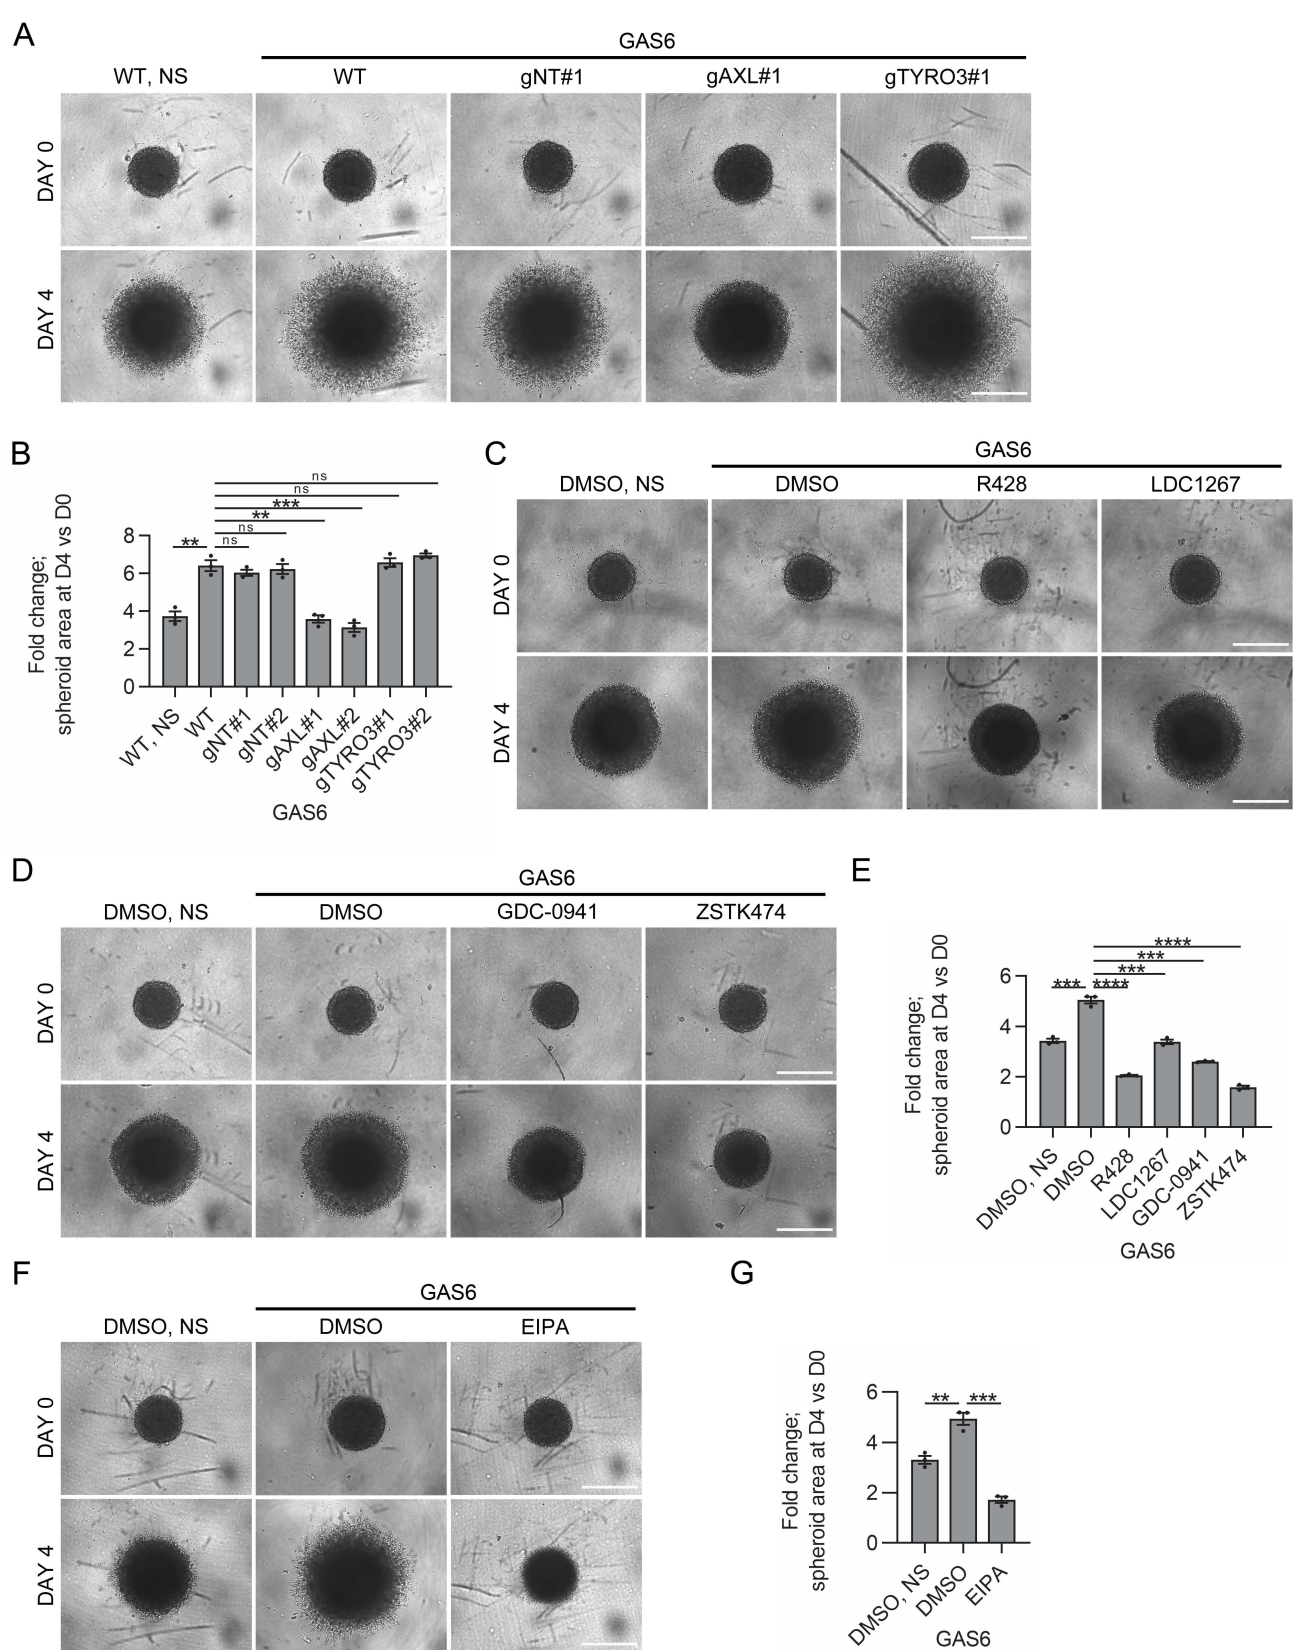 A
GAS6
WT, NS
WT
gNT#1
gAXL#1
gTYRO3#1
DAY 0
DAY 4
B
Fold change;
spheroid area at D4 vs D0
8
6
4
2
0
ns
ns
***
**
ns
** ns
WT, NS
WT
gNT#1
gNT#2
gAXL#1
gAXL#2
gTYRO3#1
gTYRO3#2
GAS6
C
GAS6
DMSO, NS
DMSO
R428
LDC1267
DAY 0
DAY 4
D
GAS6
DMSO, NS
DMSO
GDC-0941
ZSTK474
DAY 0
DAY 4
E
Fold change;
spheroid area at D4 vs D0
6
4
2
0
****
***
***
*** ****
DMSO, NS
DMSO
R428
LDC1267
GDC-0941
ZSTK474
GAS6
F
GAS6
DMSO, NS
DMSO
EIPA
DAY 0
DAY 4
G
Fold change;
spheroid area at D4 vs D0
6
4
2
0
** ***
DMSO, NS
DMSO
EIPA
GAS6